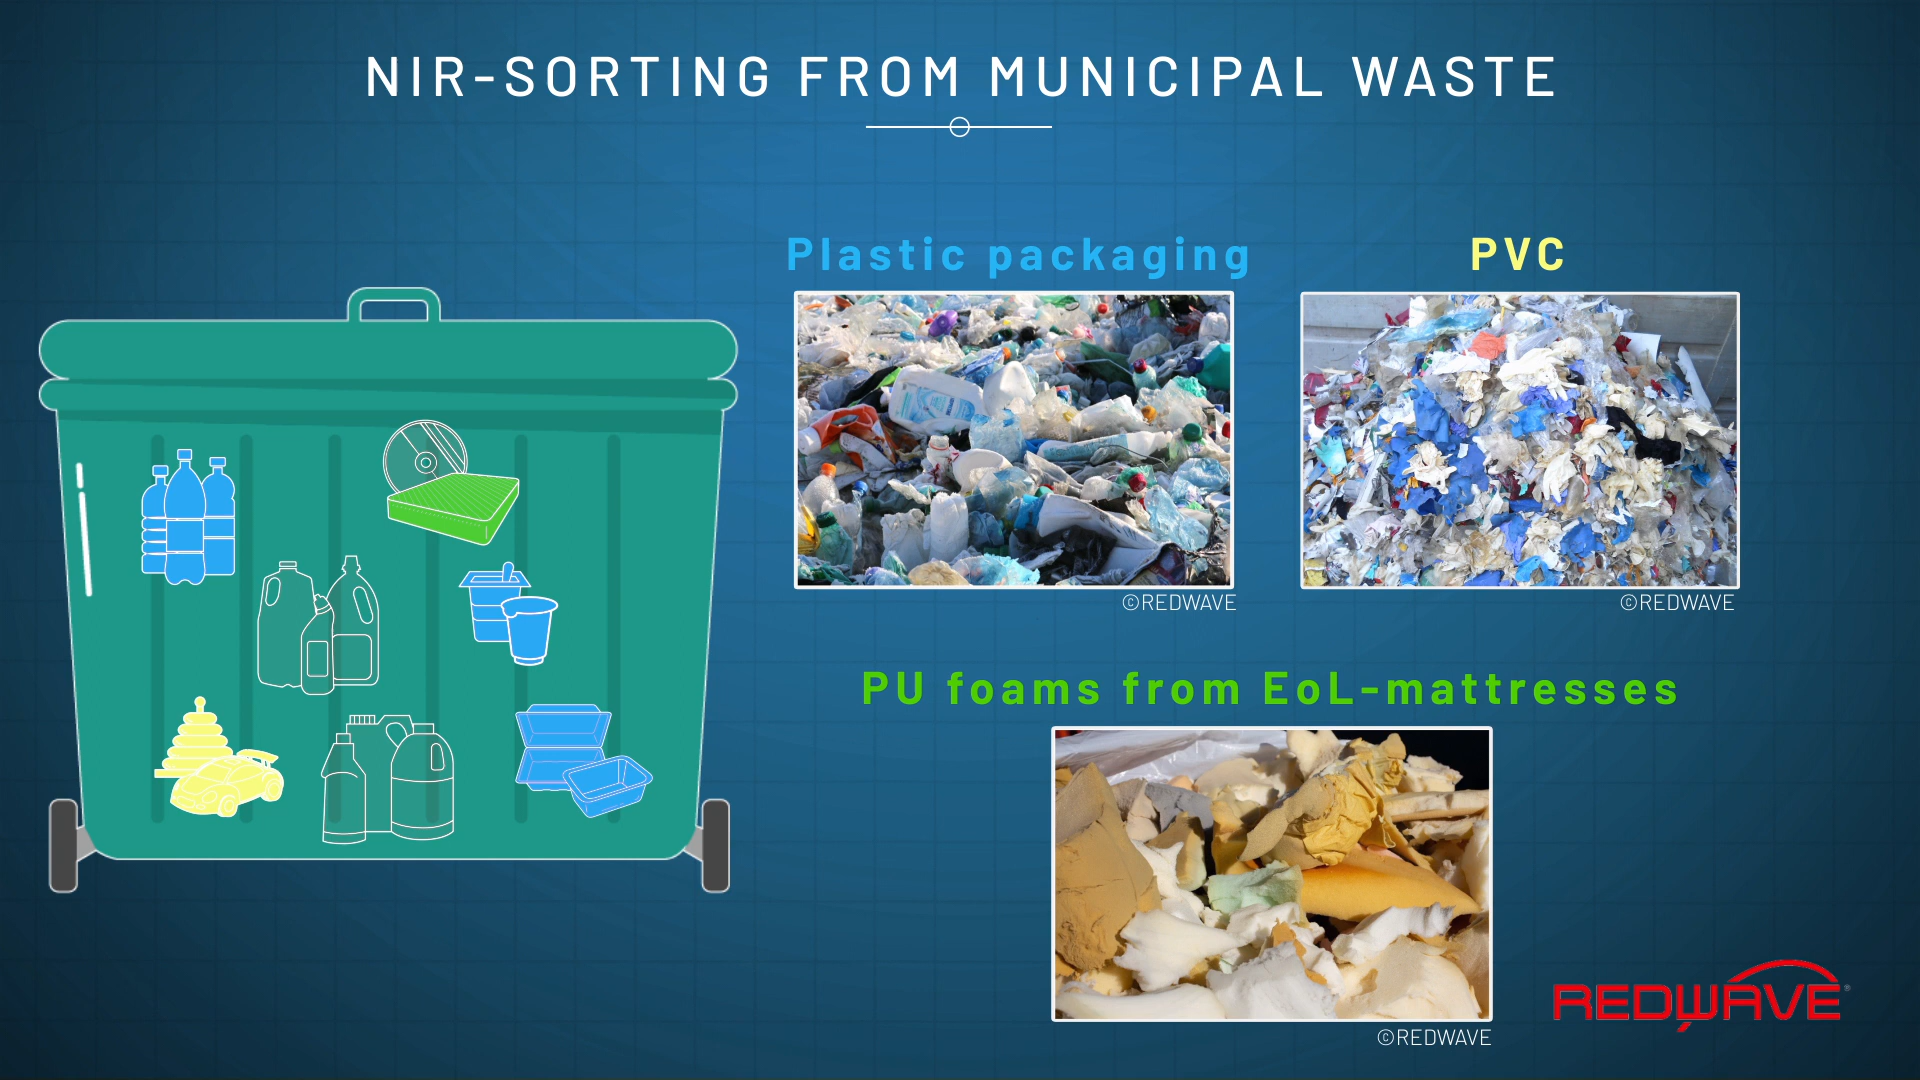 NIR-SORTING FROM MUNICIPAL WASTE
Plastic packaging
PVC
©REDWAVE
©REDWAVE
PU foams from EoL-mattresses
©REDWAVE
REDWAVE®